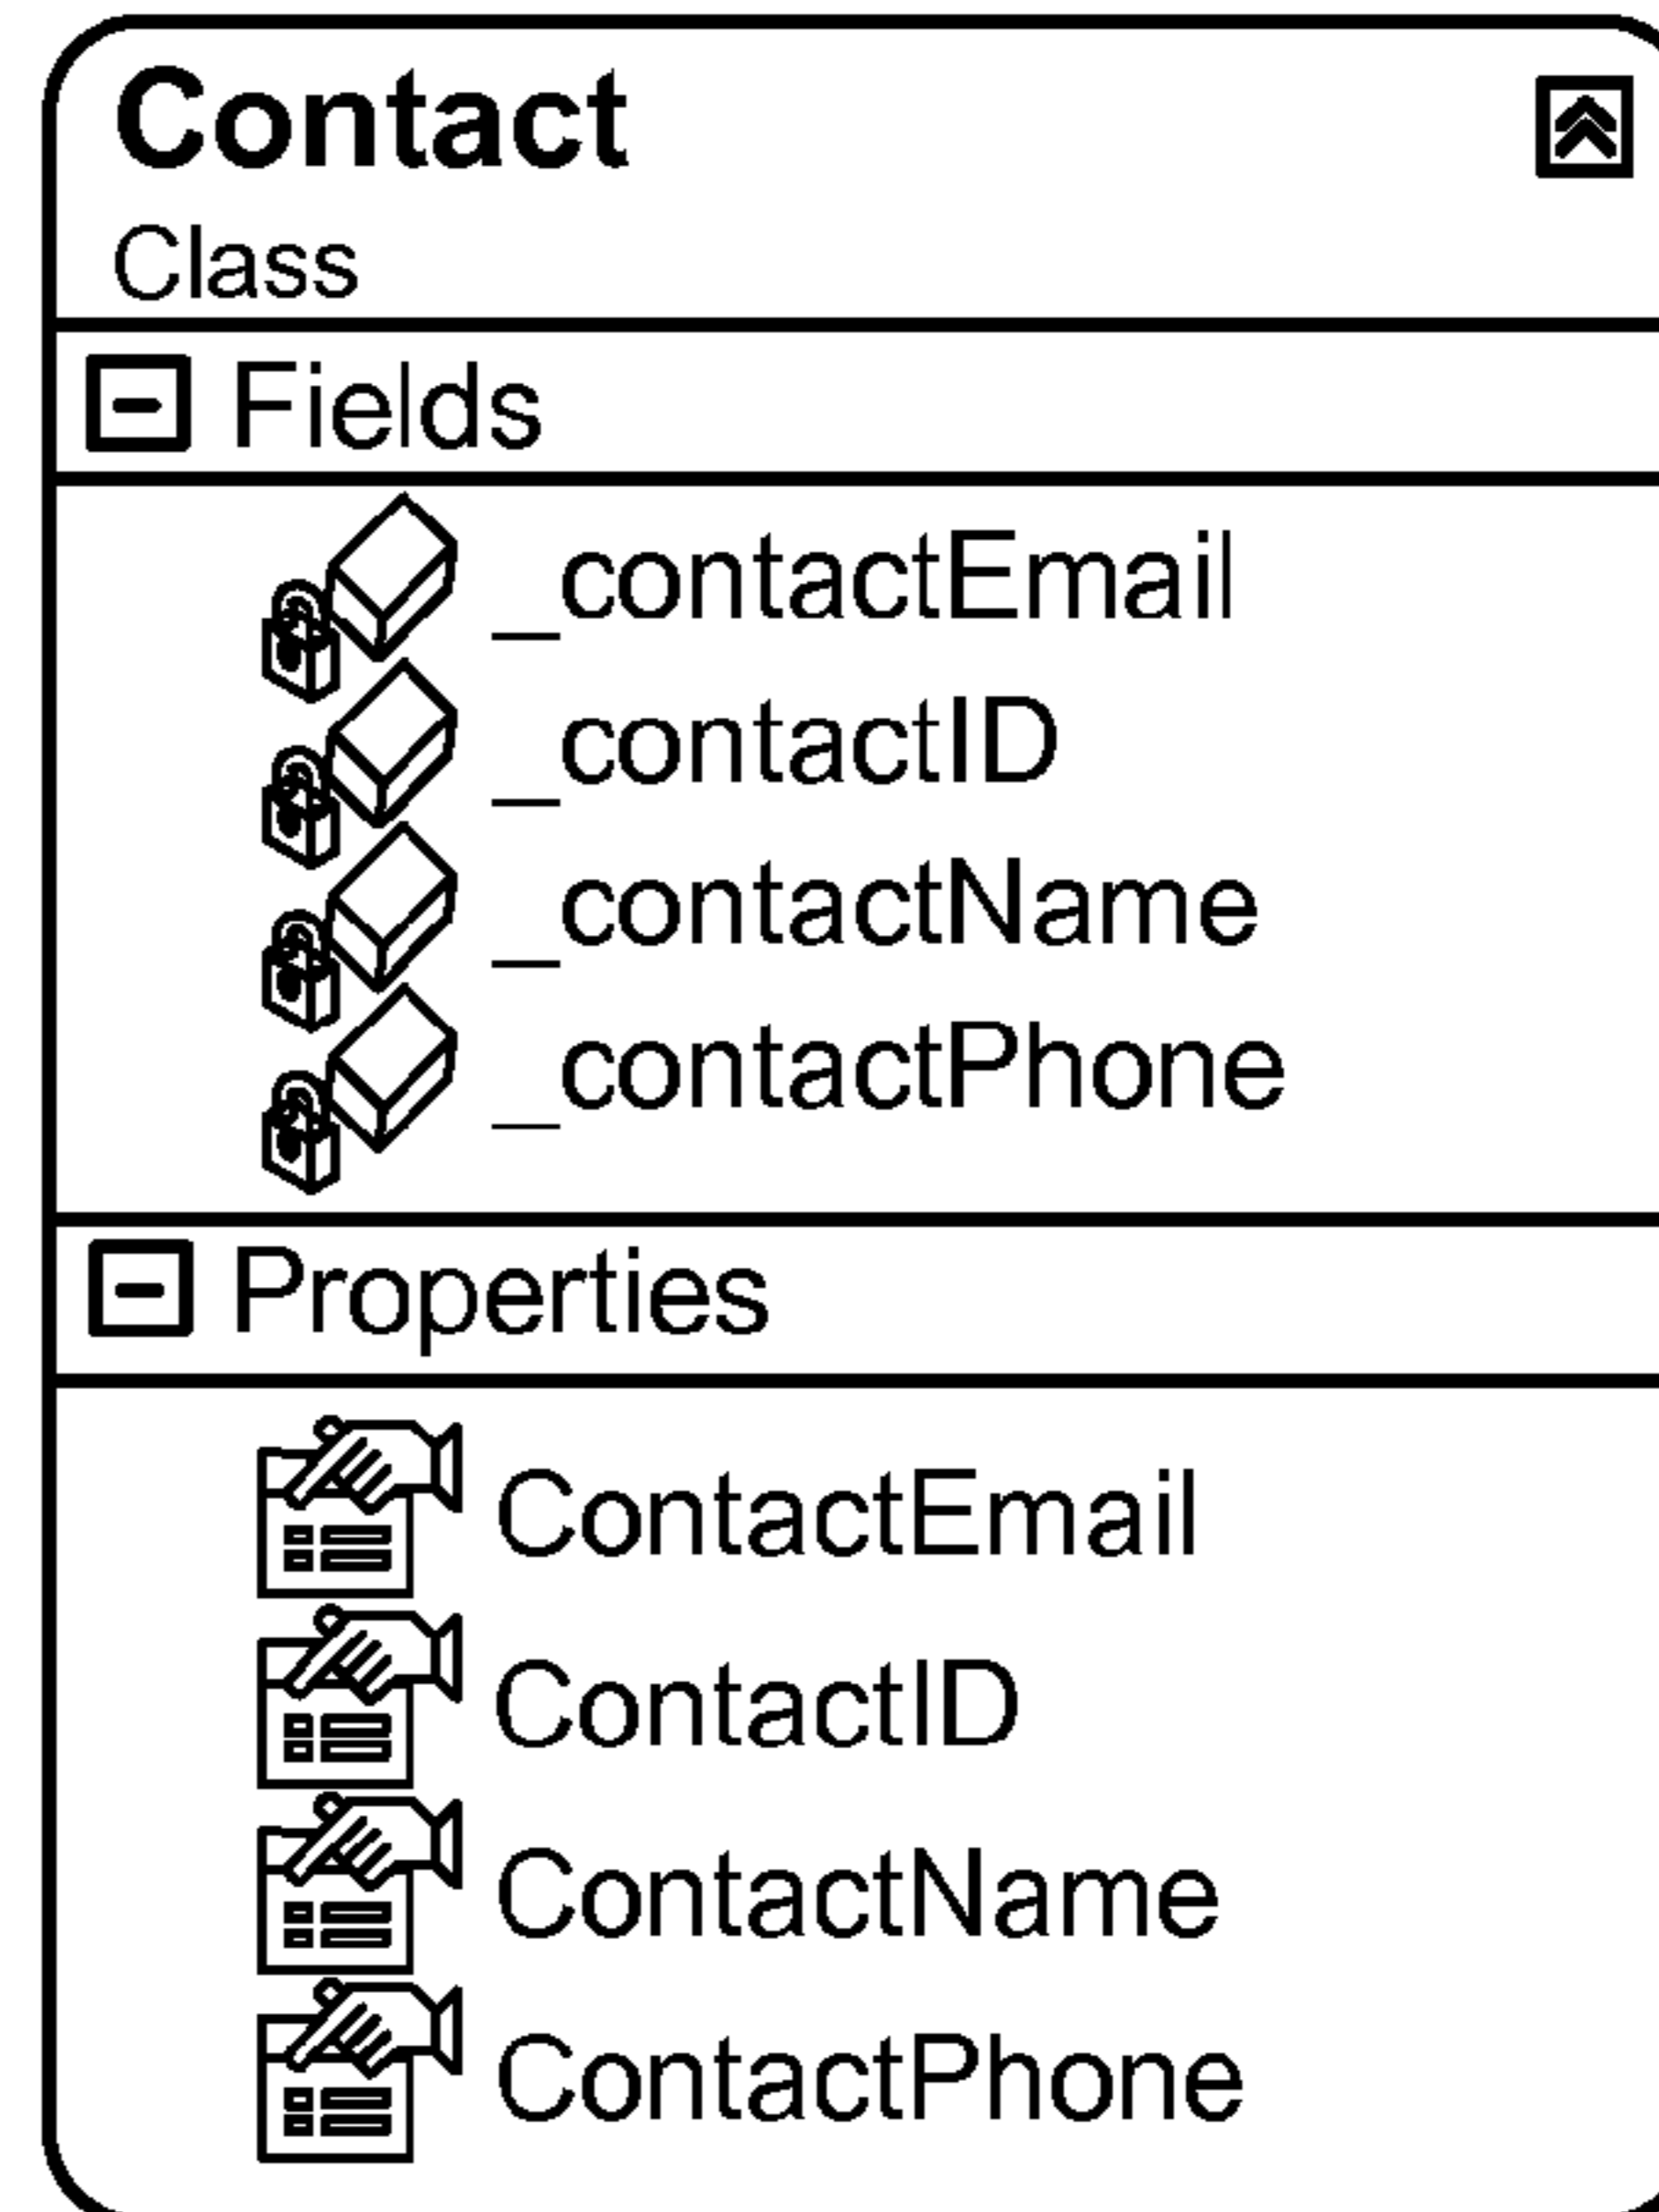 Contact
Class
Fields
_contactEmail
_contactID
_contactName
_contactPhone
Properties
ContactEmail
ContactID
ContactName
ContactPhone